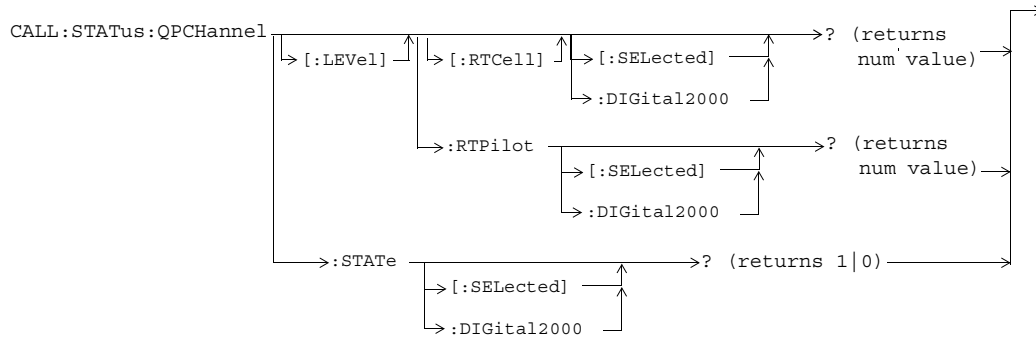 CALL:STATus:QPCHannel ? (returns
[:LEVel] [:RTCell] [:SELected] num value)
:DIGital2000
:RTPilot ? (returns
[:SELected] num value)
:DIGital2000
:STATe ? (returns 1|0)
[:SELected]
:DIGital2000